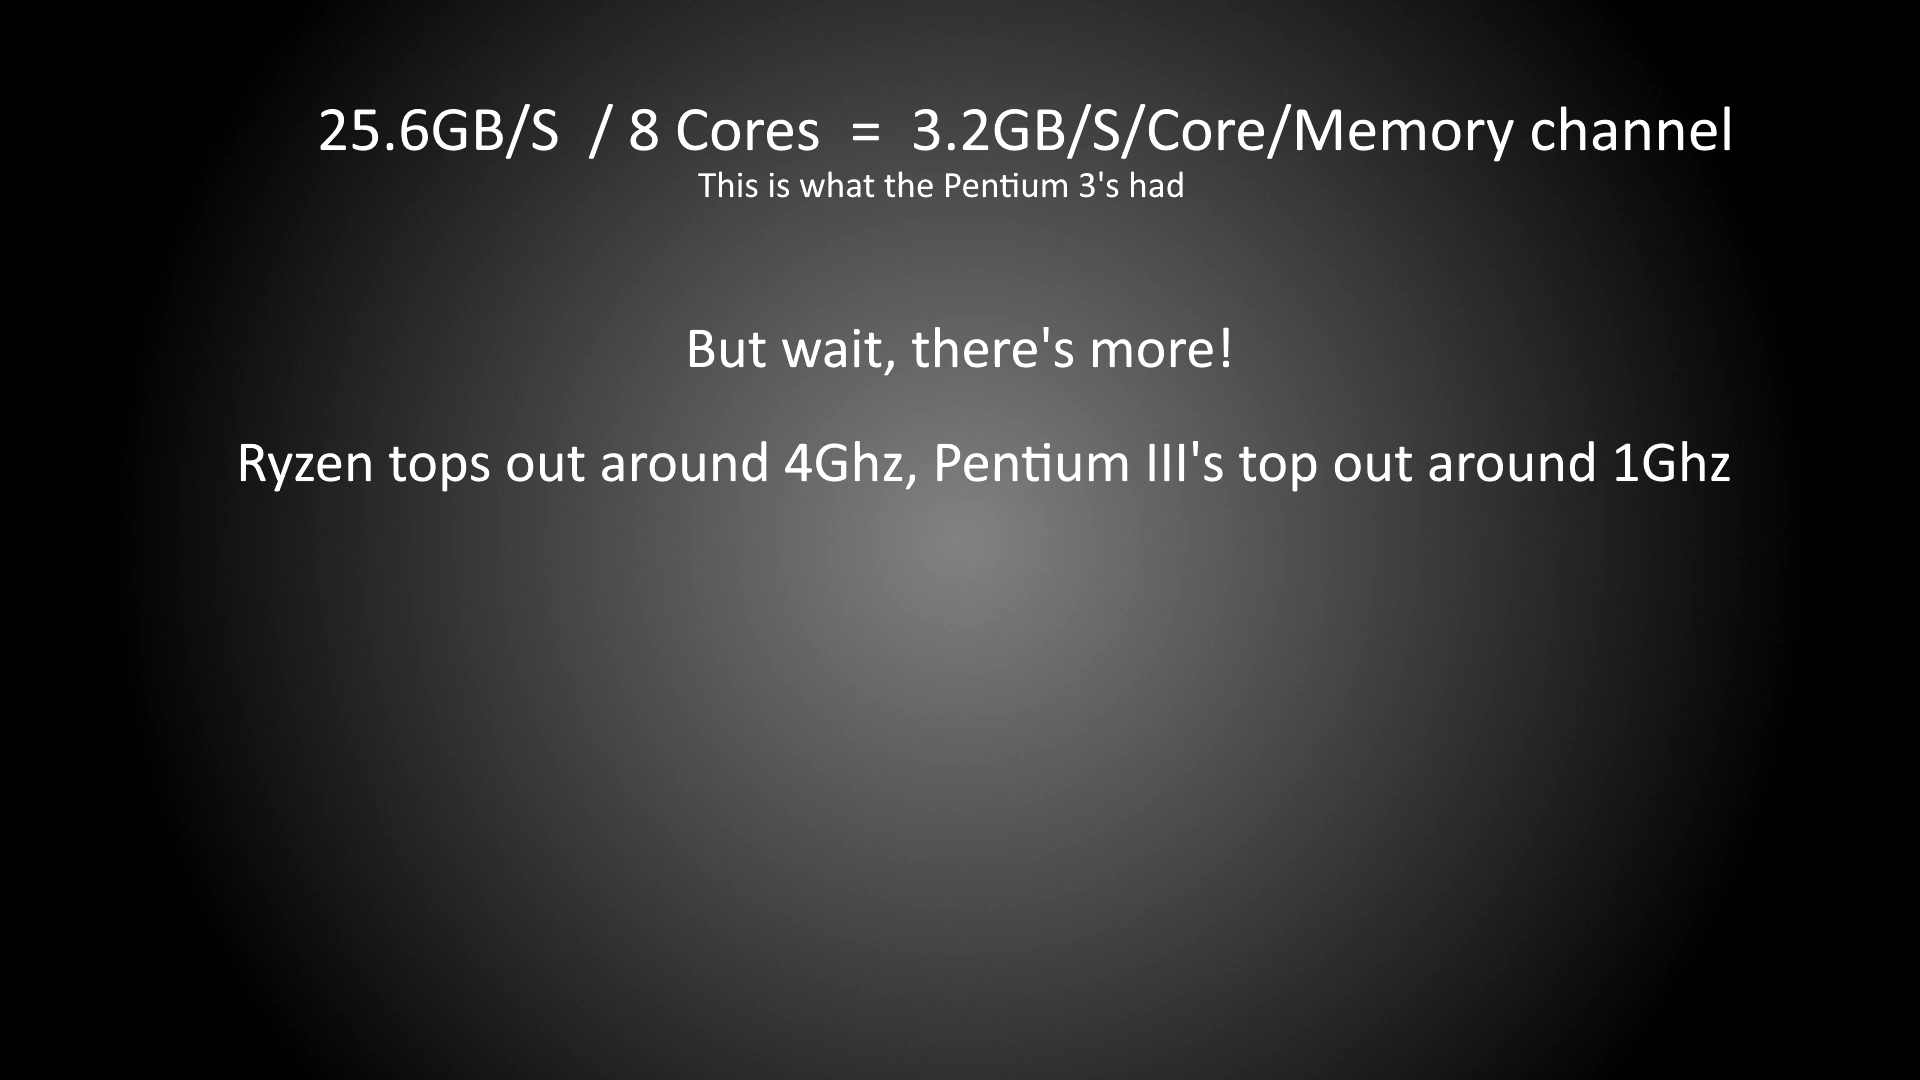 25.6GB/S / 8 Cores = 3.2GB/S/Core/Memory channel
This is what the Pentium 3's had
But wait, there's more!
Ryzen tops out around 4Ghz, Pentium III's top out around 1Ghz